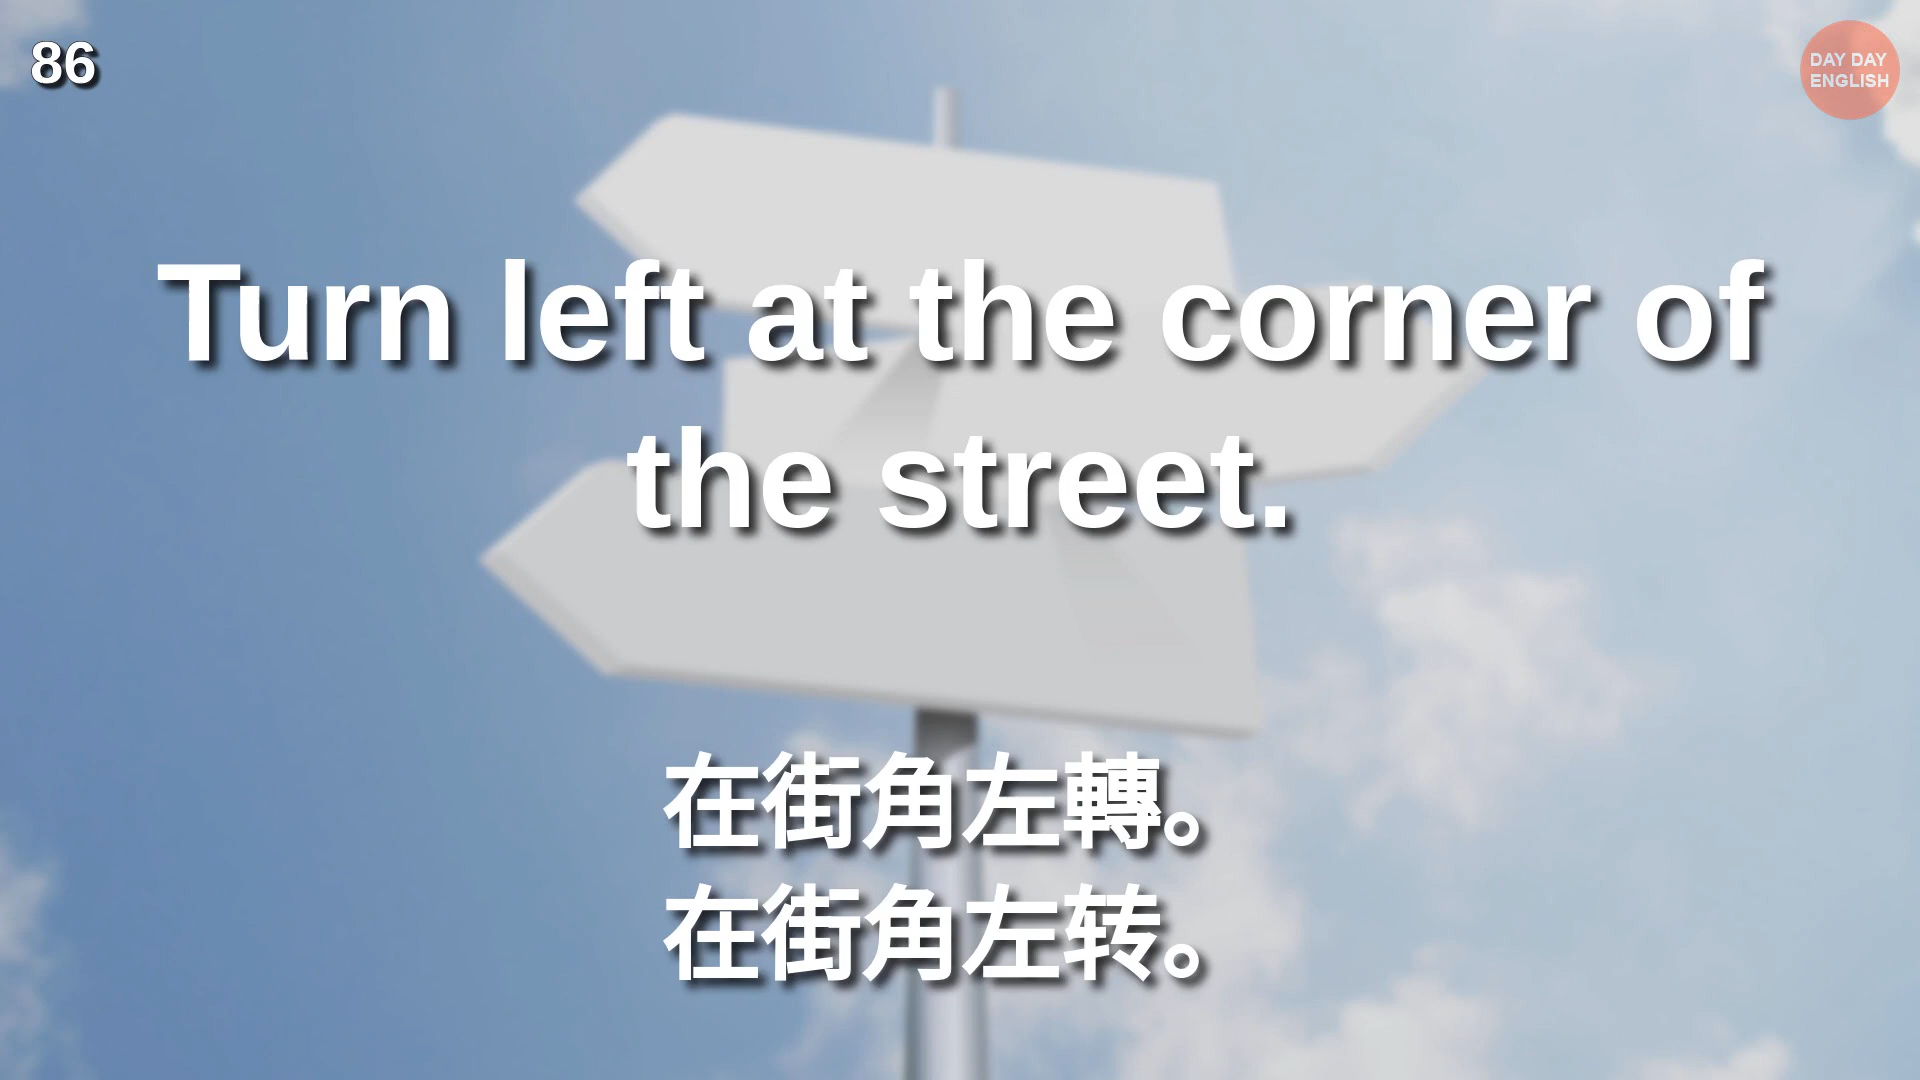 86
DAY DAY
ENGLISH
Turn left at the corner of
the street.
在街角左轉。
在街角左转。